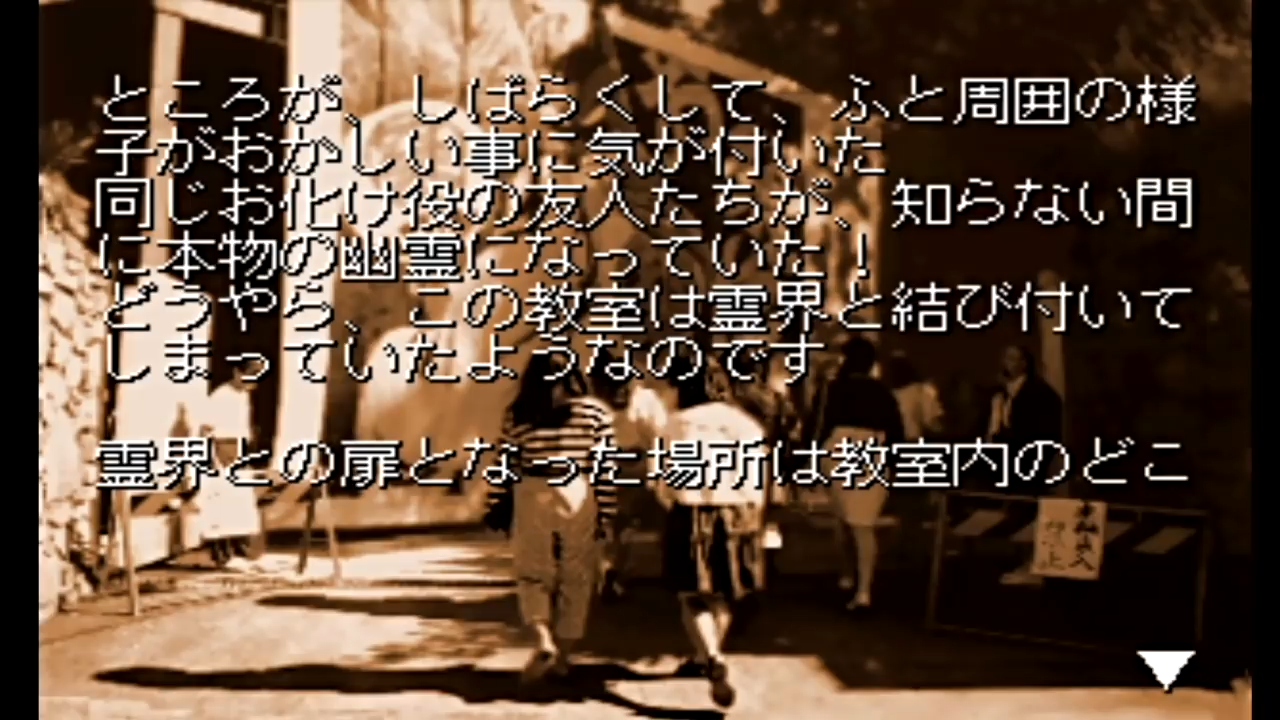 ところが、しばらくして、ふと周囲の様
子がおかしい事に気が付いた
同じお化け役の友人たちが、知らない間
に本物の幽霊になっていた！
どうやら、この教室は霊界と結び付いて
しまっていたようなのです
霊界との扉となった場所は教室内のどこ